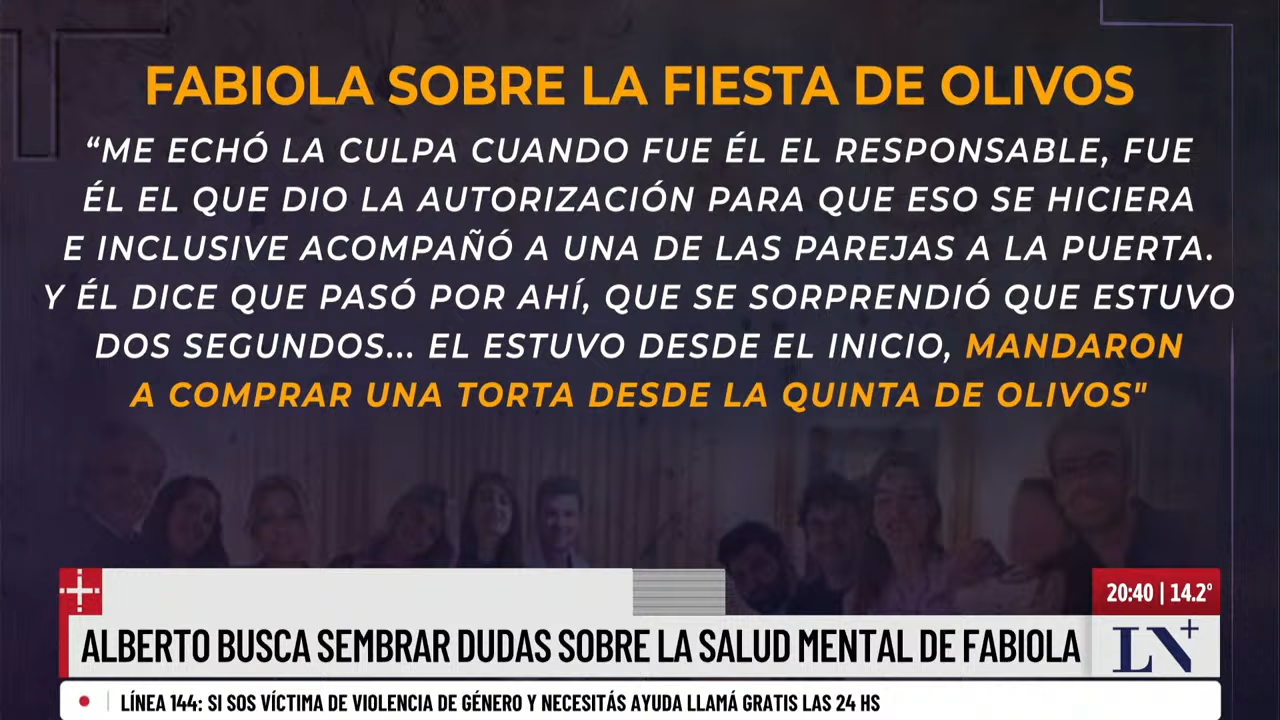 FABIOLA SOBRE LA FIESTA DE OLIVOS
“ME ECHÓ LA CULPA CUANDO FUE ÉL EL RESPONSABLE, FUE
ÉL EL QUE DIO LA AUTORIZACIÓN PARA QUE ESO SE HICIERA
E INCLUSIVE ACOMPAÑÓ A UNA DE LAS PAREJAS A LA PUERTA.
Y ÉL DICE QUE PASÓ POR AHÍ, QUE SE SORPRENDIÓ QUE ESTUVO
DOS SEGUNDOS... EL ESTUVO DESDE EL INICIO, MANDARON
A COMPRAR UNA TORTA DESDE LA QUINTA DE OLIVOS"
20:40 | 14.2°
ALBERTO BUSCA SEMBRAR DUDAS SOBRE LA SALUD MENTAL DE FABIOLA
LN+
LÍNEA 144: SI SOS VÍCTIMA DE VIOLENCIA DE GÉNERO Y NECESITÁS AYUDA LLAMÁ GRATIS LAS 24 HS